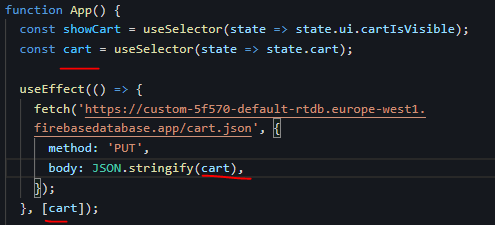 function App() {
const showCart = useSelector(state => state.ui.cartIsVisible);
const cart = useSelector(state => state.cart);
useEffect(() => {
fetch('https://custom-5f570-default-rtdb.europe-west1.
firebasedatabase.app/cart.json', {
method: 'PUT',
body: JSON.stringify(cart),
});
}, [cart]);